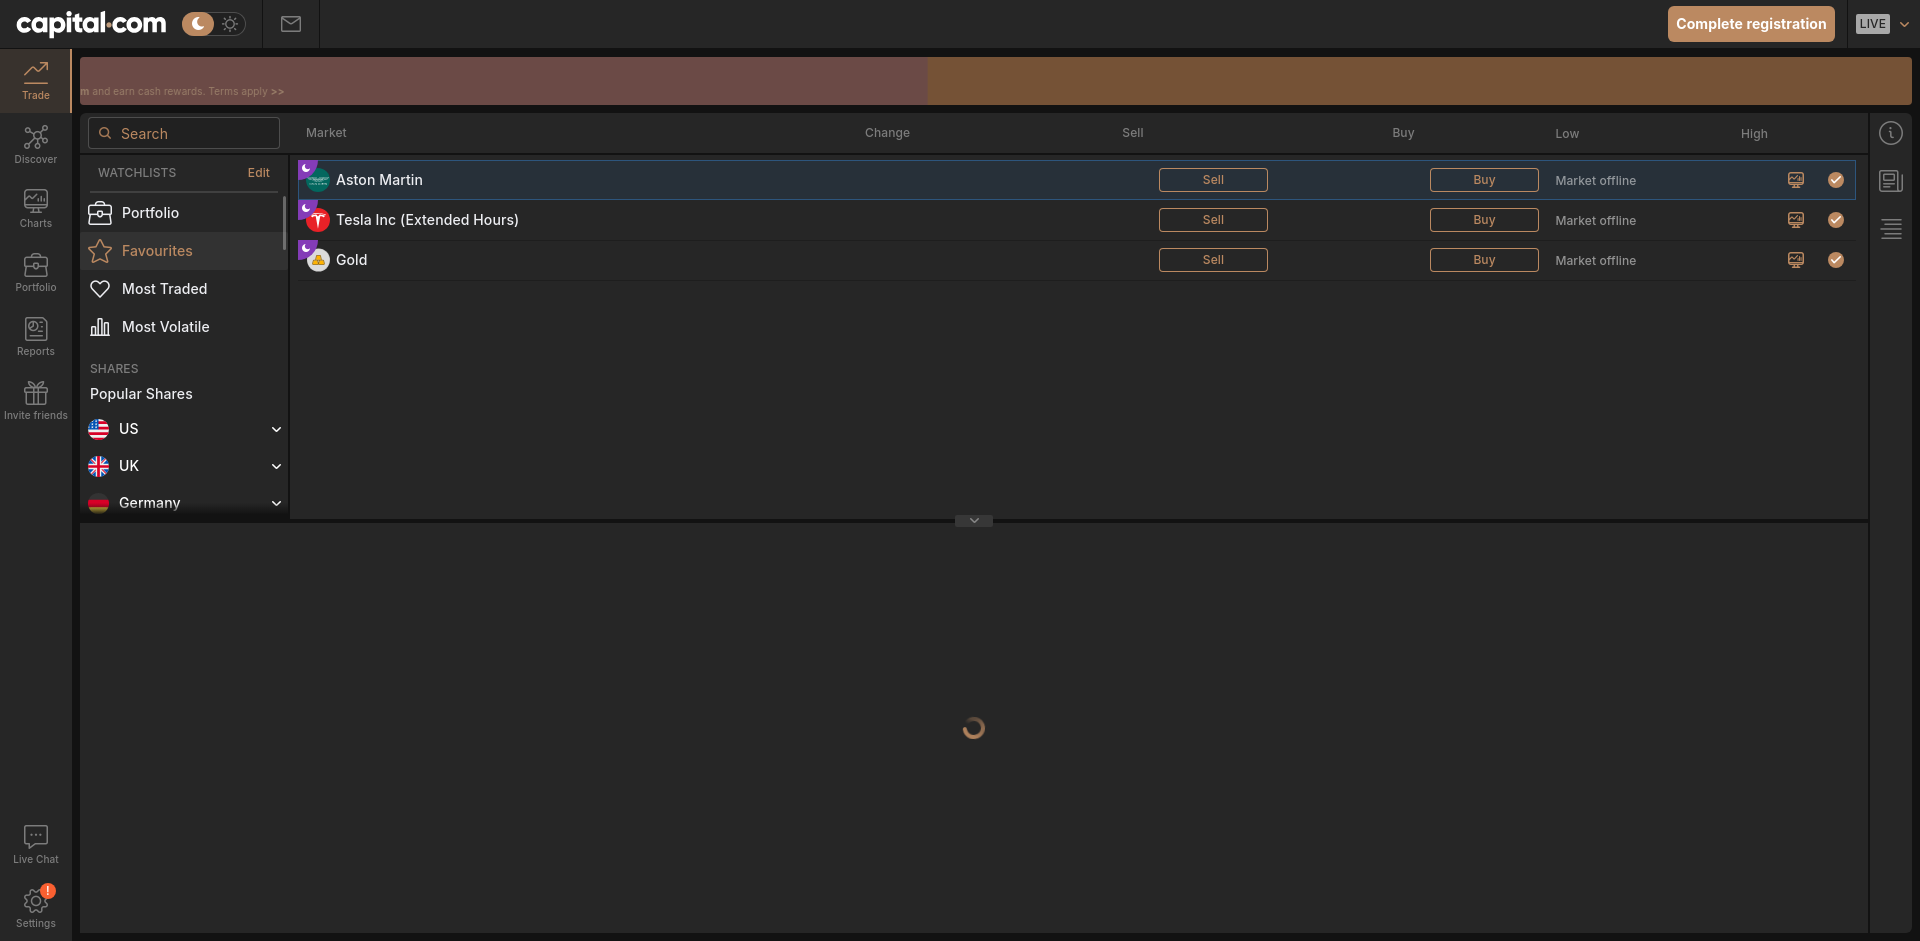 capital.com
Complete registration
LIVE
Trade
m and earn cash rewards. Terms apply >>
Search
Market Change Sell Buy Low High
Discover
WATCHLISTS Edit
Aston Martin Sell Buy Market offline
Charts
Portfolio
Tesla Inc (Extended Hours) Sell Buy Market offline
Favourites
Gold Sell Buy Market offline
Portfolio
Most Traded
Most Volatile
Reports
SHARES
Popular Shares
Invite friends
US
UK
Germany
Live Chat
!
Settings